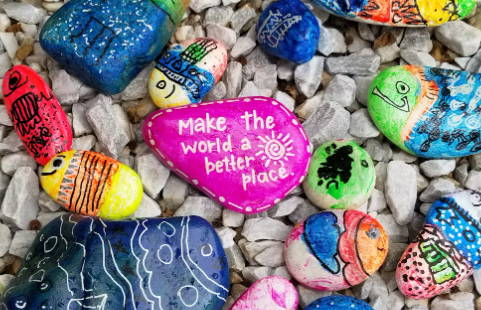 Make the
world a
better
place.